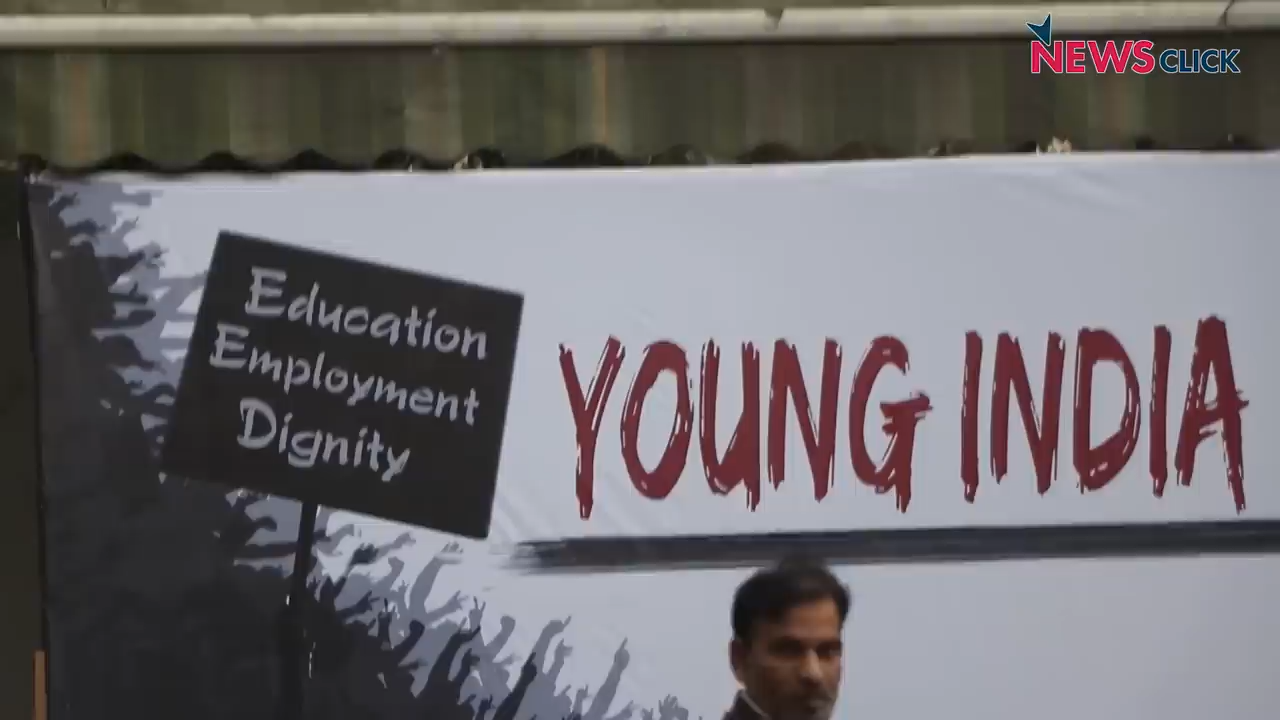 NEWSCLICK
Education
Employment
Dignity
YOUNG INDIA